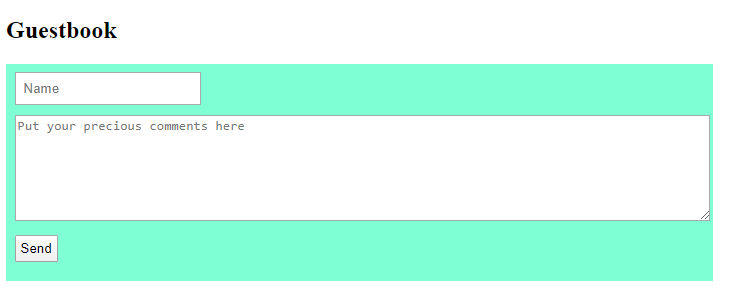 Guestbook
Name
Put your precious comments here
Send